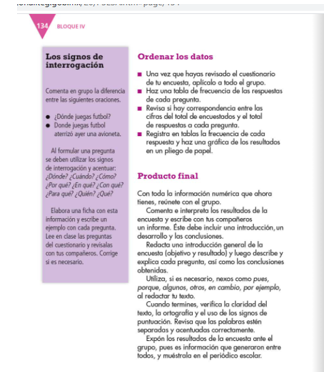 134 BLOQUE IV
Los signos de
interrogación
Comenta en grupo la diferencia
entre las siguientes oraciones.
● ¿Dónde juegas futbol?
● Donde juegas futbol
aterrizó ayer una avioneta.
Al formular una pregunta
se deben utilizar los signos
de interrogación y acentuar:
¿Dónde? ¿Cuándo? ¿Cómo?
¿Por qué? ¿En qué? ¿Con qué?
¿Para qué? ¿Quién? ¿Qué?
Elabora una ficha con esta
información y escribe un
ejemplo con cada pregunta.
Lee en clase las preguntas
del cuestionario y revísalas
con tus compañeros. Corrige
si es necesario.
Ordenar los datos
■ Una vez que hayas revisado el cuestionario
de tu encuesta, aplícalo a todo el grupo.
■ Haz una tabla de frecuencia de las respuestas
de cada pregunta.
■ Revisa si hay correspondencia entre las
cifras del total de encuestados y el total
de respuestas a cada pregunta.
■ Registra en tablas la frecuencia de cada
respuesta y haz una gráfica de los resultados
en un pliego de papel.
Producto final
Con toda la información numérica que ahora
tienes, reúnete con el grupo.
Comenta e interpreta los resultados de la
encuesta y escribe con tus compañeros
un informe. Éste debe incluir una introducción, un
desarrollo y las conclusiones.
Redacta una introducción general de la
encuesta (objetivo y resultado) y luego describe y
explica cada pregunta, así como las conclusiones
obtenidas.
Utiliza, si es necesario, nexos como pues,
porque, algunos, otros, en cambio, por ejemplo,
al redactar tu texto.
Cuando termines, verifica la claridad del
texto, la ortografía y el uso de los signos de
puntuación. Revisa que las palabras estén
separadas y acentuadas correctamente.
Expón los resultados de la encuesta ante el
grupo, pues es información que generaron entre
todos, y muéstrala en el periódico escolar.